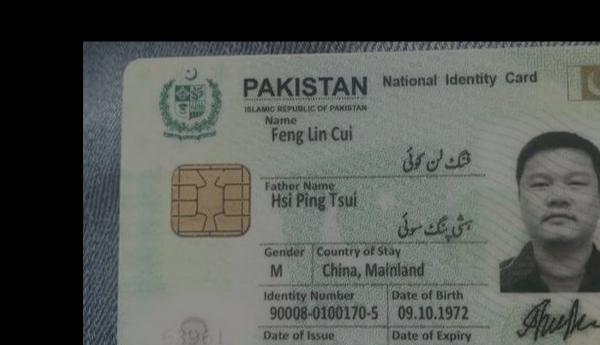 PAKISTAN National Identity Card
ISLAMIC REPUBLIC OF PAKISTAN
Name
Feng Lin Cui
فنگ لن کوئی
Father Name
Hsi Ping Tsui
ہشی پنگ سوئی
Gender Country of Stay
M China, Mainland
Identity Number Date of Birth
90008-0100170-5 09.10.1972
Date of Issue Date of Expiry